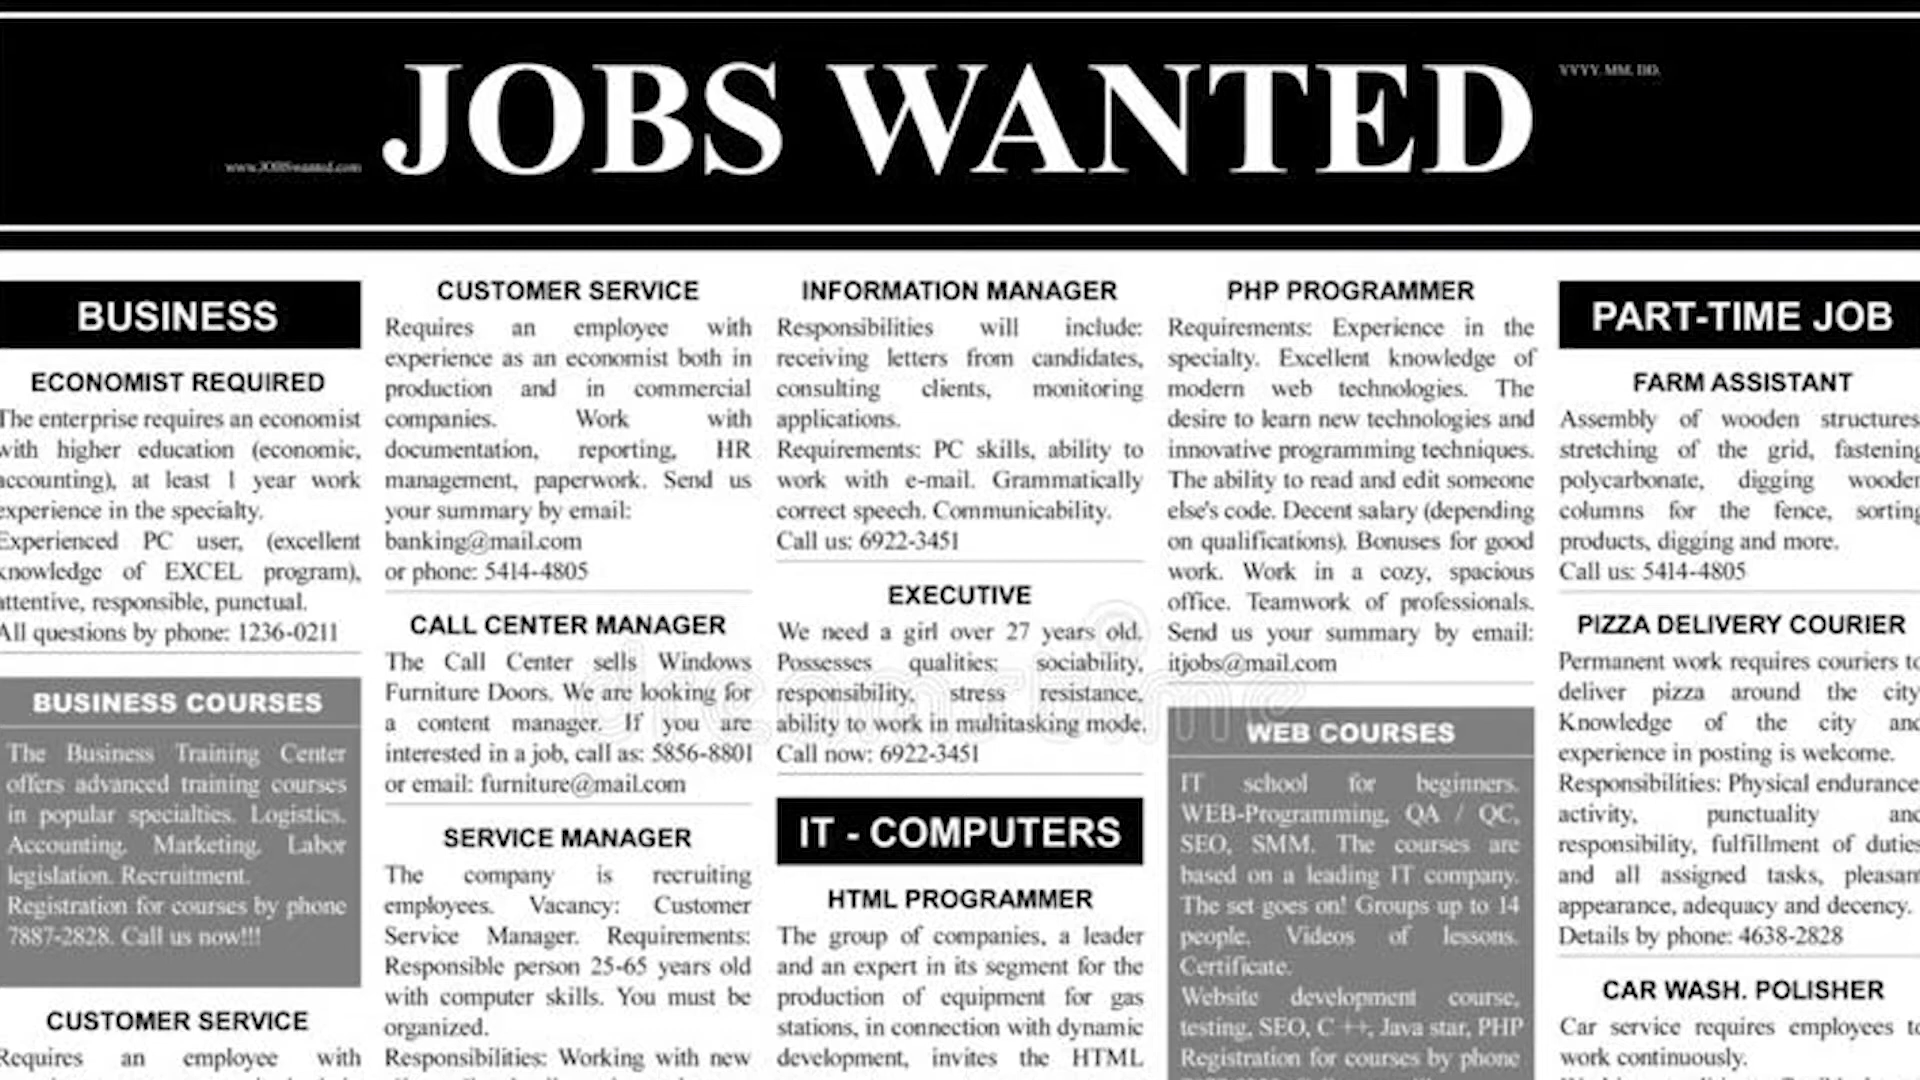 JOBS WANTED
www.JOBSwanted.com
YYYY. MM. DD.
BUSINESS
ECONOMIST REQUIRED
The enterprise requires an economist
with higher education (economic,
accounting), at least 1 year work
experience in the specialty.
Experienced PC user, (excellent
knowledge of EXCEL program),
attentive, responsible, punctual.
All questions by phone: 1236-0211
BUSINESS COURSES
The Business Training Center
offers advanced training courses
in popular specialties. Logistics.
Accounting. Marketing. Labor
legislation. Recruitment.
Registration for courses by phone
7887-2828. Call us now!!!
CUSTOMER SERVICE
Requires an employee with
CUSTOMER SERVICE
Requires an employee with
experience as an economist both in
production and in commercial
companies. Work with
documentation, reporting, HR
management, paperwork. Send us
your summary by email:
banking@mail.com
or phone: 5414-4805
CALL CENTER MANAGER
The Call Center sells Windows
Furniture Doors. We are looking for
a content manager. If you are
interested in a job, call as: 5856-8801
or email: furniture@mail.com
SERVICE MANAGER
The company is recruiting
employees. Vacancy: Customer
Service Manager. Requirements:
Responsible person 25-65 years old
with computer skills. You must be
organized.
Responsibilities: Working with new
INFORMATION MANAGER
Responsibilities will include:
receiving letters from candidates,
consulting clients, monitoring
applications.
Requirements: PC skills, ability to
work with e-mail. Grammatically
correct speech. Communicability.
Call us: 6922-3451
EXECUTIVE
We need a girl over 27 years old.
Possesses qualities: sociability,
responsibility, stress resistance,
ability to work in multitasking mode.
Call now: 6922-3451
IT - COMPUTERS
HTML PROGRAMMER
The group of companies, a leader
and an expert in its segment for the
production of equipment for gas
stations, in connection with dynamic
development, invites the HTML
PHP PROGRAMMER
Requirements: Experience in the
specialty. Excellent knowledge of
modern web technologies. The
desire to learn new technologies and
innovative programming techniques.
The ability to read and edit someone
else's code. Decent salary (depending
on qualifications). Bonuses for good
work. Work in a cozy, spacious
office. Teamwork of professionals.
Send us your summary by email:
itjobs@mail.com
WEB COURSES
IT school for beginners.
WEB-Programming, QA / QC,
SEO, SMM. The courses are
based on a leading IT company.
The set goes on! Groups up to 14
people. Videos of lessons.
Certificate.
Website development course,
testing, SEO, C ++, Java star, PHP
Registration for courses by phone
PART-TIME JOB
FARM ASSISTANT
Assembly of wooden structures
stretching of the grid, fastening
polycarbonate, digging wooden
columns for the fence, sorting
products, digging and more.
Call us: 5414-4805
PIZZA DELIVERY COURIER
Permanent work requires couriers to
deliver pizza around the city
Knowledge of the city and
experience in posting is welcome.
Responsibilities: Physical endurance
activity, punctuality and
responsibility, fulfillment of duties
and all assigned tasks, pleasant
appearance, adequacy and decency.
Details by phone: 4638-2828
CAR WASH. POLISHER
Car service requires employees to
work continuously.
dreamstime